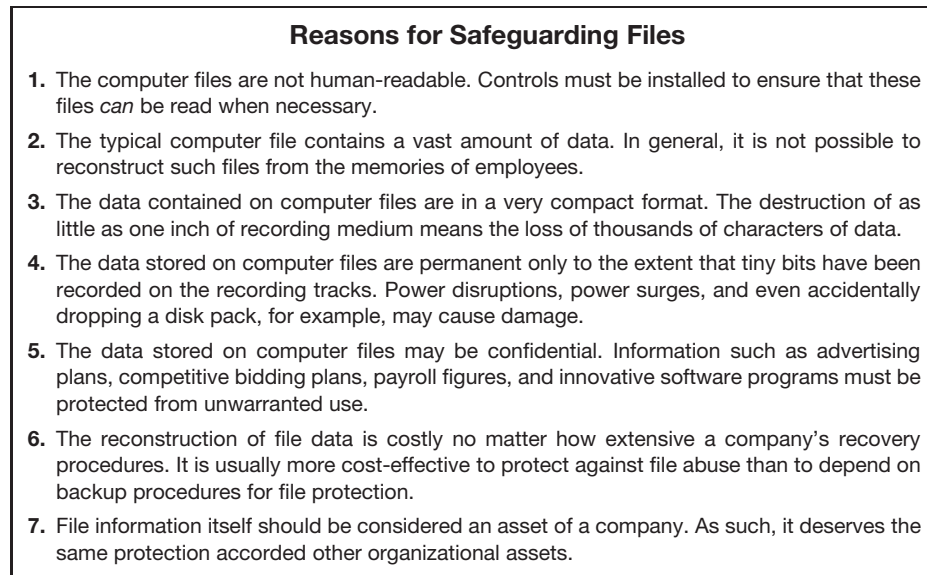 Reasons for Safeguarding Files
1. The computer files are not human-readable. Controls must be installed to ensure that these
files can be read when necessary.
2. The typical computer file contains a vast amount of data. In general, it is not possible to
reconstruct such files from the memories of employees.
3. The data contained on computer files are in a very compact format. The destruction of as
little as one inch of recording medium means the loss of thousands of characters of data.
4. The data stored on computer files are permanent only to the extent that tiny bits have been
recorded on the recording tracks. Power disruptions, power surges, and even accidentally
dropping a disk pack, for example, may cause damage.
5. The data stored on computer files may be confidential. Information such as advertising
plans, competitive bidding plans, payroll figures, and innovative software programs must be
protected from unwarranted use.
6. The reconstruction of file data is costly no matter how extensive a company's recovery
procedures. It is usually more cost-effective to protect against file abuse than to depend on
backup procedures for file protection.
7. File information itself should be considered an asset of a company. As such, it deserves the
same protection accorded other organizational assets.